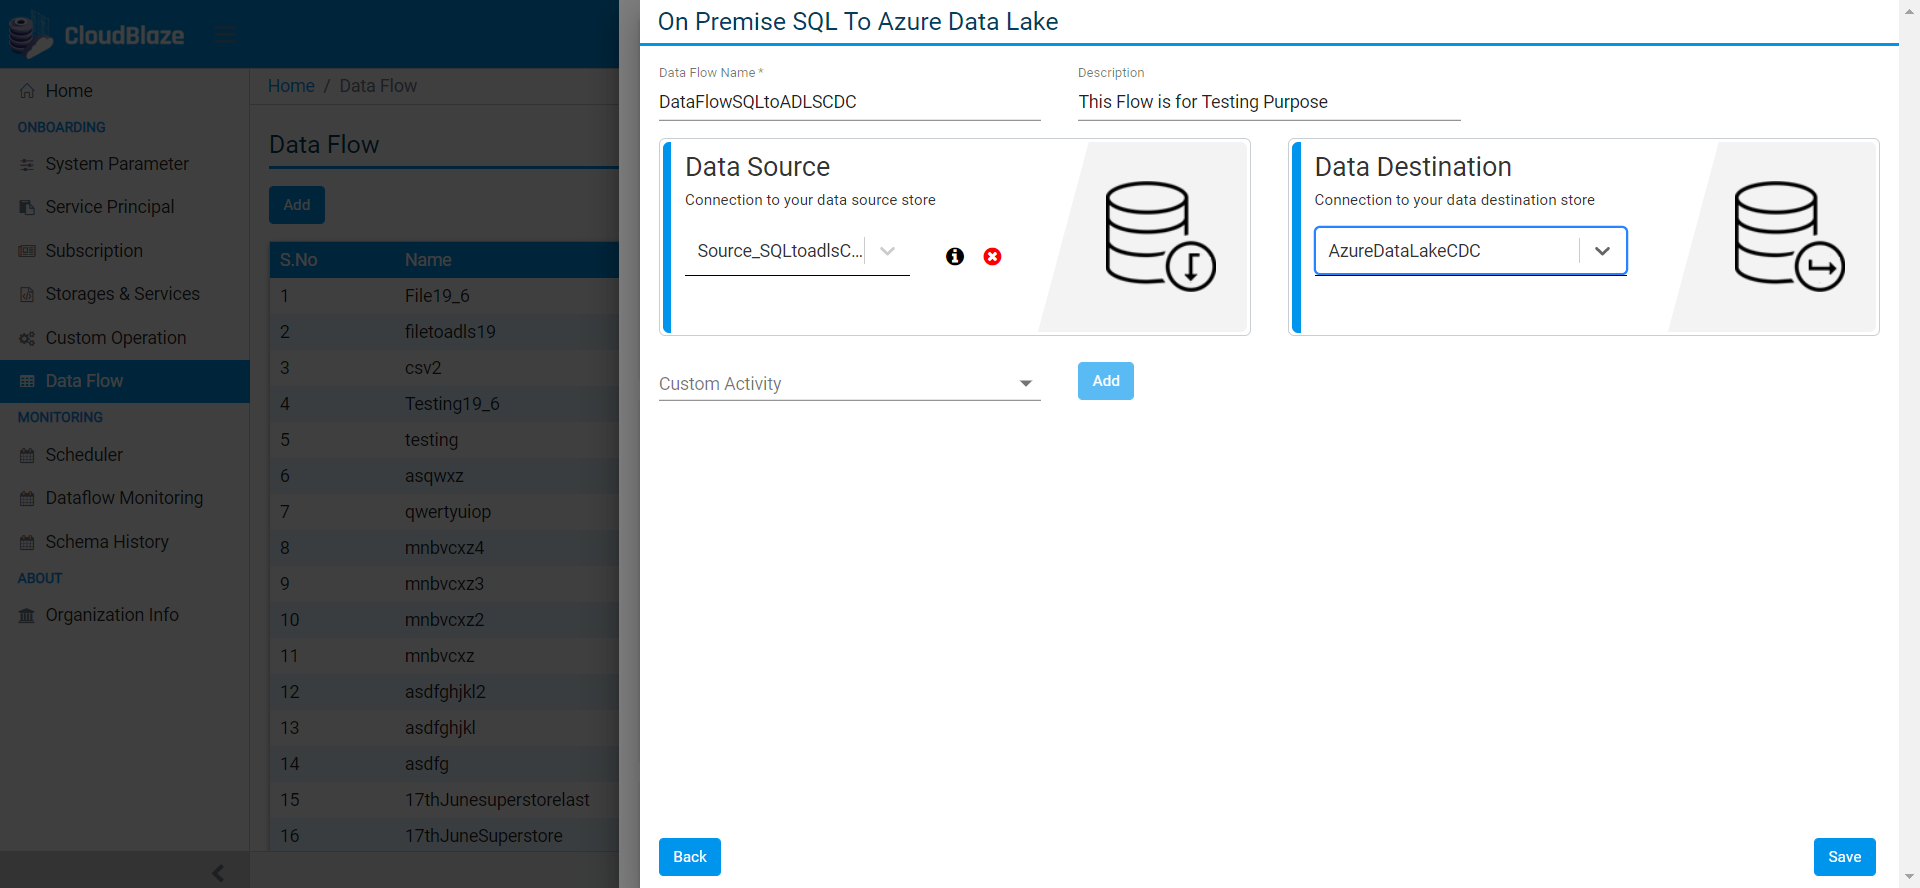 CloudBlaze
Home
ONBOARDING
System Parameter
Service Principal
Subscription
Storages & Services
Custom Operation
Data Flow
MONITORING
Scheduler
Dataflow Monitoring
Schema History
ABOUT
Organization Info
Home / Data Flow
Data Flow
Add
S.No Name
1 File19_6
2 filetoadls19
3 csv2
4 Testing19_6
5 testing
6 asqwxz
7 qwertyuiop
8 mnbvcxz4
9 mnbvcxz3
10 mnbvcxz2
11 mnbvcxz
12 asdfghjkl2
13 asdfghjkl
14 asdfg
15 17thJunesuperstorelast
16 17thJuneSuperstore
On Premise SQL To Azure Data Lake
Data Flow Name * Description
DataFlowSQLtoADLSCDC This Flow is for Testing Purpose
Data Source
Connection to your data source store
Source_SQLtoadlsC...
Data Destination
Connection to your data destination store
AzureDataLakeCDC
Custom Activity Add
Back Save